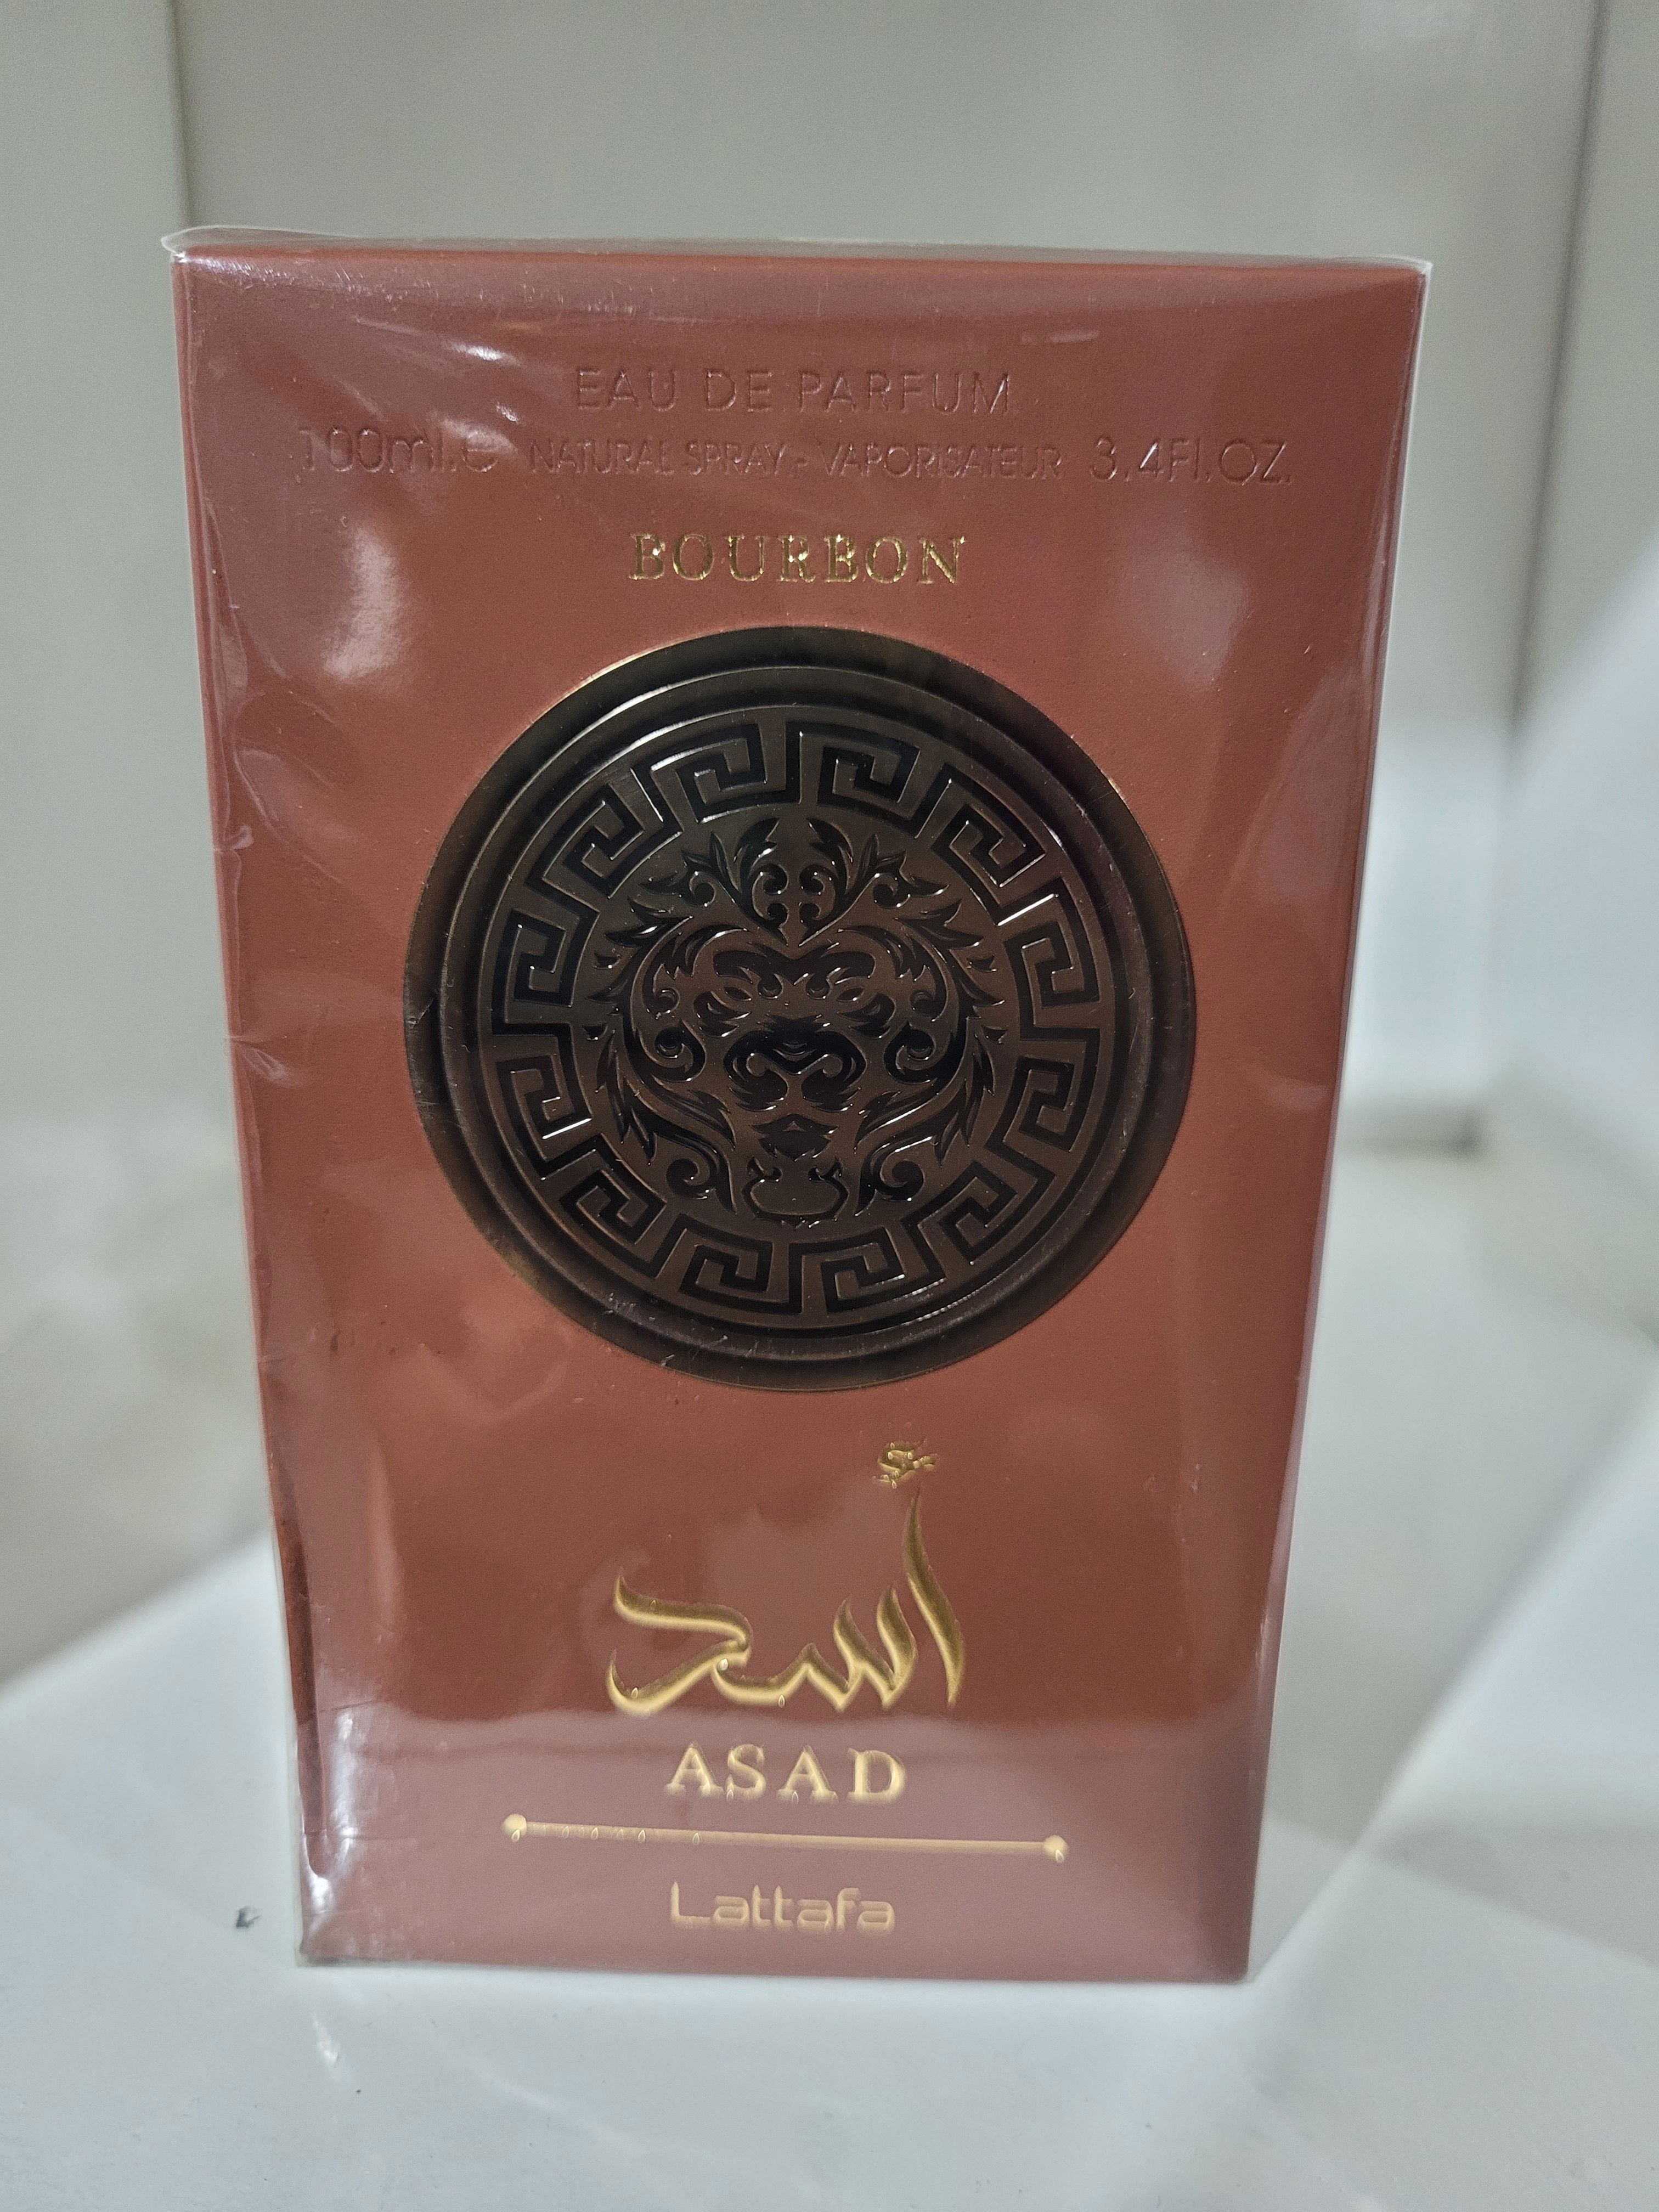 EAU DE PARFUM
100ml.℮ NATURAL SPRAY - VAPORISATEUR 3.4Fl.OZ.
BOURBON
أسد
ASAD
Lattafa